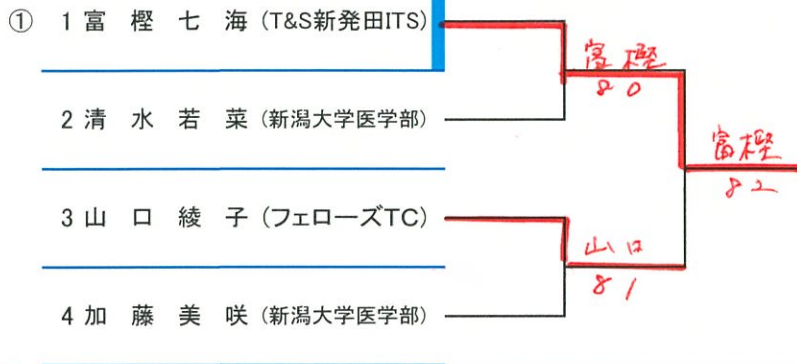 ① 1 富 樫 七 海 (T&S新発田ITS)
富樫
80
2 清 水 若 菜 (新潟大学医学部)
富樫
82
3 山 口 綾 子 (フェローズTC)
山口
81
4 加 藤 美 咲 (新潟大学医学部)